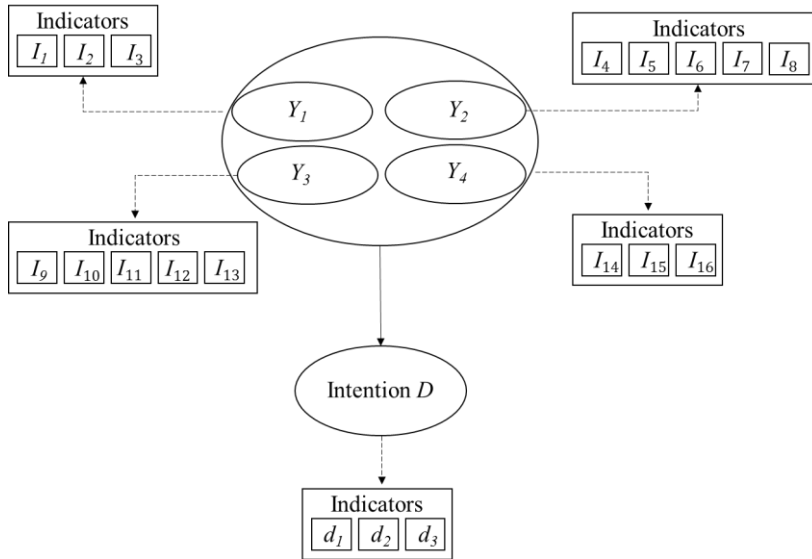 Indicators
I1 I2 I3
Indicators
I4 I5 I6 I7 I8
Y1
Y2
Y3
Y4
Indicators
I9 I10 I11 I12 I13
Indicators
I14 I15 I16
Intention D
Indicators
d1 d2 d3